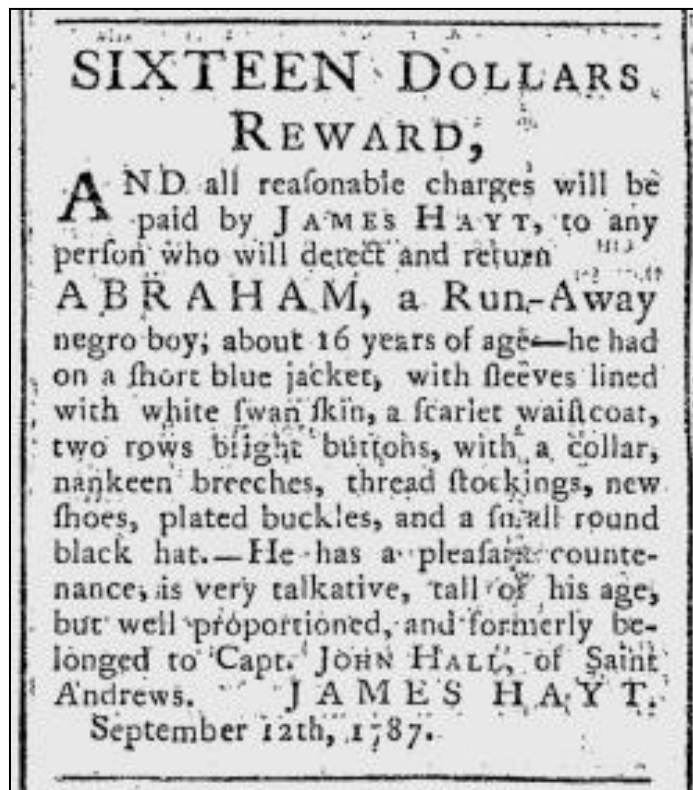 SIXTEEN DOLLARS
REWARD,
AND all reaſonable charges will be
paid by JAMES HAYT, to any
perſon who will detect and return
ABRAHAM, a Run-Away
negro boy, about 16 years of age—he had
on a ſhort blue jacket, with ſleeves lined
with white ſwan ſkin, a ſcarlet waiſtcoat,
two rows bright buttons, with a collar,
nankeen breeches, thread ſtockings, new
ſhoes, plated buckles, and a ſmall round
black hat.—He has a pleaſant counte-
nance, is very talkative, tall of his age,
but well proportioned, and formerly be-
longed to Capt. JOHN HALL, of Saint
Andrews. JAMES HAYT.
September 12th, 1787.